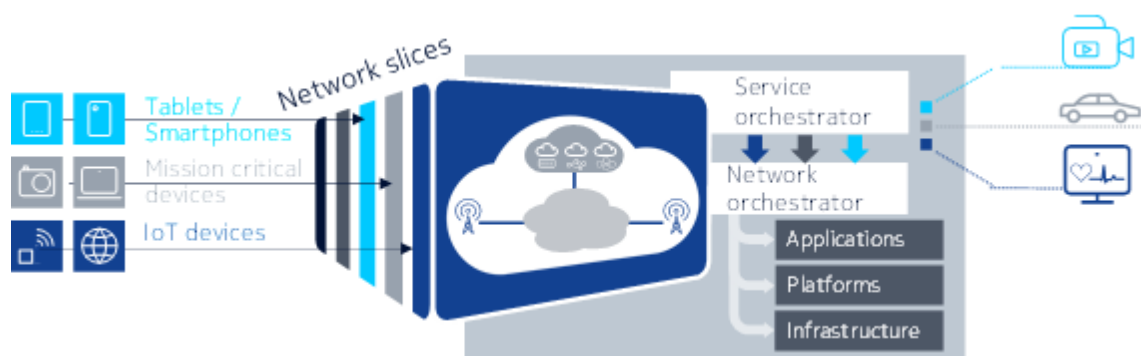 Network slices
Tablets /
Smartphones
Mission critical
devices
IoT devices
Service
orchestrator
Network
orchestrator
Applications
Platforms
Infrastructure